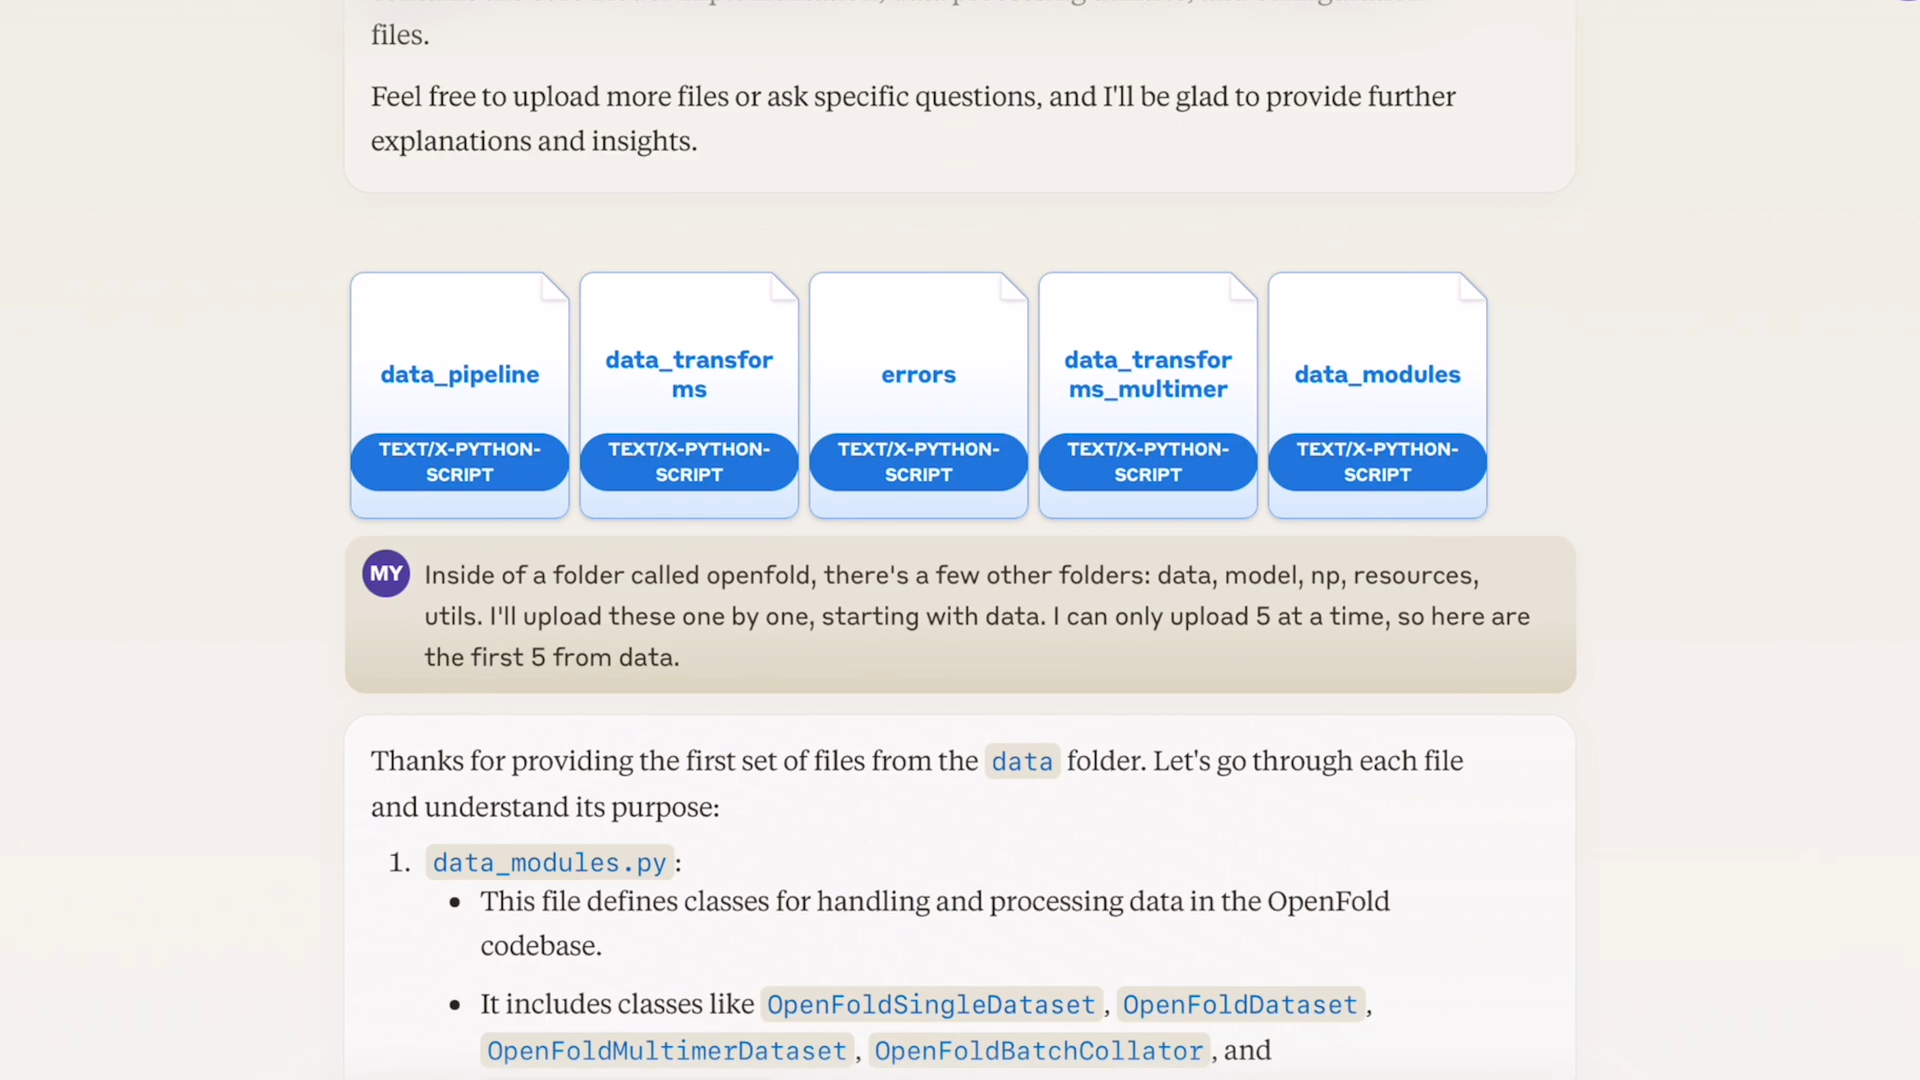 files.
Feel free to upload more files or ask specific questions, and I'll be glad to provide further
explanations and insights.
data_pipeline
TEXT/X-PYTHON-
SCRIPT
data_transfor
ms
TEXT/X-PYTHON-
SCRIPT
errors
TEXT/X-PYTHON-
SCRIPT
data_transfor
ms_multimer
TEXT/X-PYTHON-
SCRIPT
data_modules
TEXT/X-PYTHON-
SCRIPT
MY
Inside of a folder called openfold, there's a few other folders: data, model, np, resources,
utils. I'll upload these one by one, starting with data. I can only upload 5 at a time, so here are
the first 5 from data.
Thanks for providing the first set of files from the data folder. Let's go through each file
and understand its purpose:
1. data_modules.py:
• This file defines classes for handling and processing data in the OpenFold
codebase.
• It includes classes like OpenFoldSingleDataset, OpenFoldDataset,
OpenFoldMultimerDataset, OpenFoldBatchCollator, and